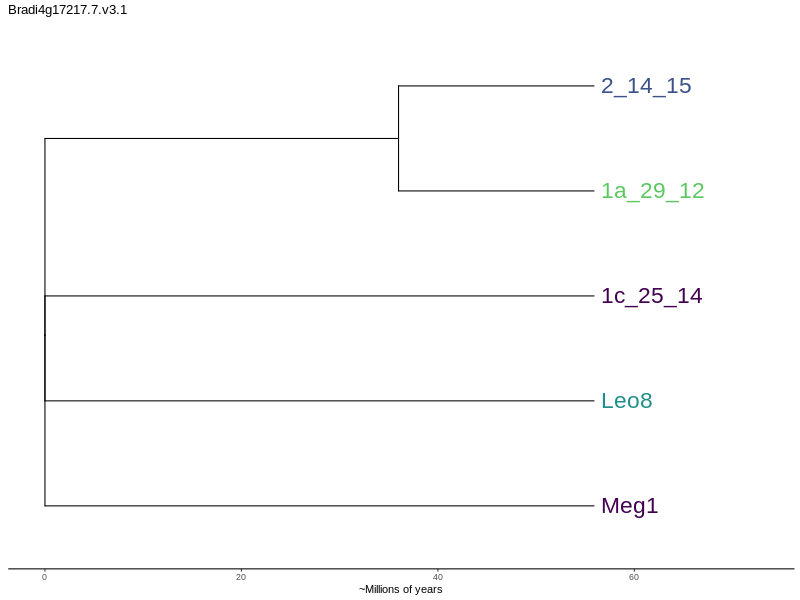 Bradi4g17217.7.v3.1
2_14_15
1a_29_12
1c_25_14
Leo8
Meg1
0 20 40 60
~Millions of years